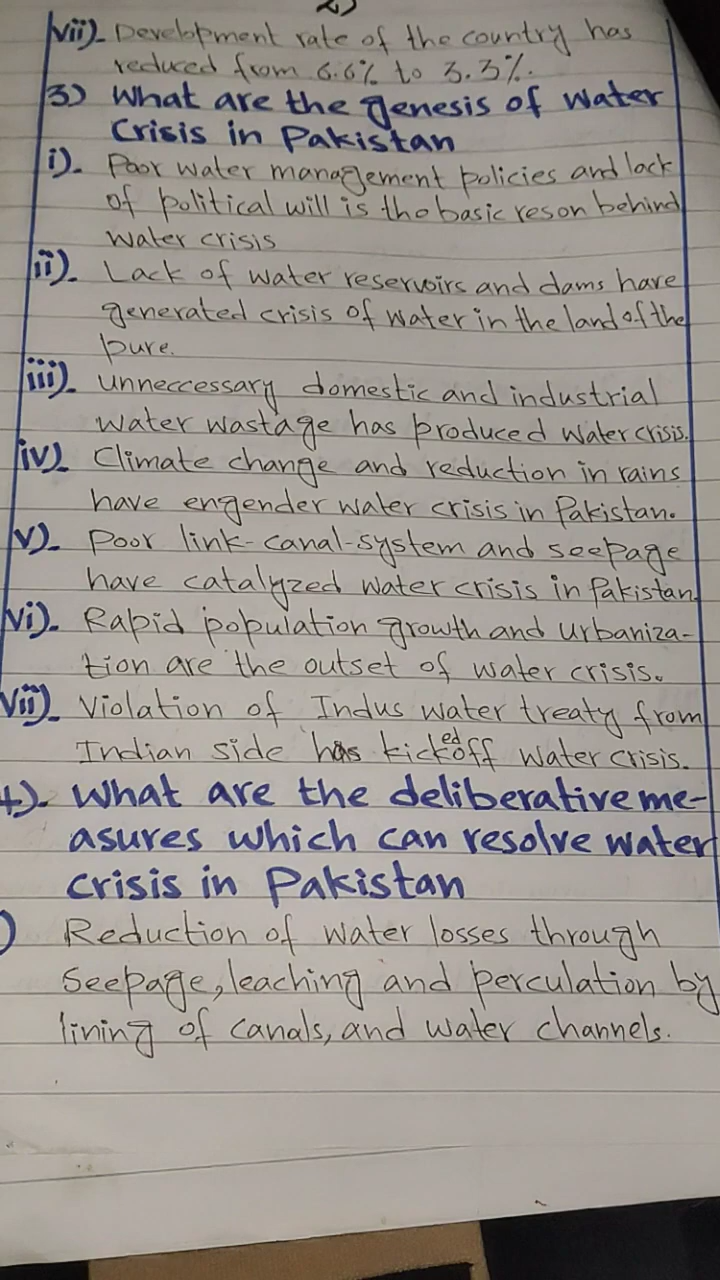 vii) Development rate of the country has
reduced from 6.6% to 3.3%.
3) What are the genesis of water
Crisis in Pakistan
i). Poor water management policies and lack
of political will is the basic reson behind
water crisis
ii). Lack of water reservoirs and dams have
generated crisis of water in the land of the
pure.
iii). unneccessary domestic and industrial
water wastage has produced water crisis.
iv) Climate change and reduction in rains
have engender water crisis in Pakistan.
v). Poor link-canal-system and seepage
have catalyzed water crisis in Pakistan.
vi). Rapid population growth and urbaniza-
tion are the outset of water crisis.
vii) Violation of Indus water treaty from
Indian side has kickedoff water crisis.
4). What are the deliberative me-
asures which can resolve water
crisis in Pakistan
) Reduction of water losses through
seepage, leaching and perculation by
lining of canals, and water channels.